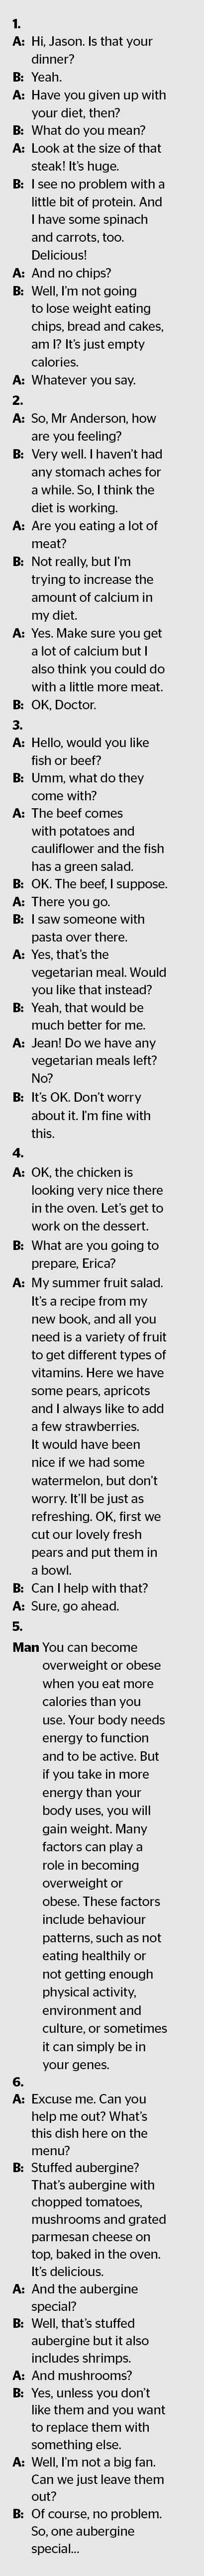 1.
A: Hi, Jason. Is that your
dinner?
B: Yeah.
A: Have you given up with
your diet, then?
B: What do you mean?
A: Look at the size of that
steak! It's huge.
B: I see no problem with a
little bit of protein. And
I have some spinach
and carrots, too.
Delicious!
A: And no chips?
B: Well, I'm not going
to lose weight eating
chips, bread and cakes,
am I? It's just empty
calories.
A: Whatever you say.
2.
A: So, Mr Anderson, how
are you feeling?
B: Very well. I haven't had
any stomach aches for
a while. So, I think the
diet is working.
A: Are you eating a lot of
meat?
B: Not really, but I'm
trying to increase the
amount of calcium in
my diet.
A: Yes. Make sure you get
a lot of calcium but I
also think you could do
with a little more meat.
B: OK, Doctor.
3.
A: Hello, would you like
fish or beef?
B: Umm, what do they
come with?
A: The beef comes
with potatoes and
cauliflower and the fish
has a green salad.
B: OK. The beef, I suppose.
A: There you go.
B: I saw someone with
pasta over there.
A: Yes, that's the
vegetarian meal. Would
you like that instead?
B: Yeah, that would be
much better for me.
A: Jean! Do we have any
vegetarian meals left?
No?
B: It's OK. Don't worry
about it. I'm fine with
this.
4.
A: OK, the chicken is
looking very nice there
in the oven. Let's get to
work on the dessert.
B: What are you going to
prepare, Erica?
A: My summer fruit salad.
It's a recipe from my
new book, and all you
need is a variety of fruit
to get different types of
vitamins. Here we have
some pears, apricots
and I always like to add
a few strawberries.
It would have been
nice if we had some
watermelon, but don't
worry. It'll be just as
refreshing. OK, first we
cut our lovely fresh
pears and put them in
a bowl.
B: Can I help with that?
A: Sure, go ahead.
5.
Man You can become
overweight or obese
when you eat more
calories than you
use. Your body needs
energy to function
and to be active. But
if you take in more
energy than your
body uses, you will
gain weight. Many
factors can play a
role in becoming
overweight or
obese. These factors
include behaviour
patterns, such as not
eating healthily or
not getting enough
physical activity,
environment and
culture, or sometimes
it can simply be in
your genes.
6.
A: Excuse me. Can you
help me out? What's
this dish here on the
menu?
B: Stuffed aubergine?
That's aubergine with
chopped tomatoes,
mushrooms and grated
parmesan cheese on
top, baked in the oven.
It's delicious.
A: And the aubergine
special?
B: Well, that's stuffed
aubergine but it also
includes shrimps.
A: And mushrooms?
B: Yes, unless you don't
like them and you want
to replace them with
something else.
A: Well, I'm not a big fan.
Can we just leave them
out?
B: Of course, no problem.
So, one aubergine
special...